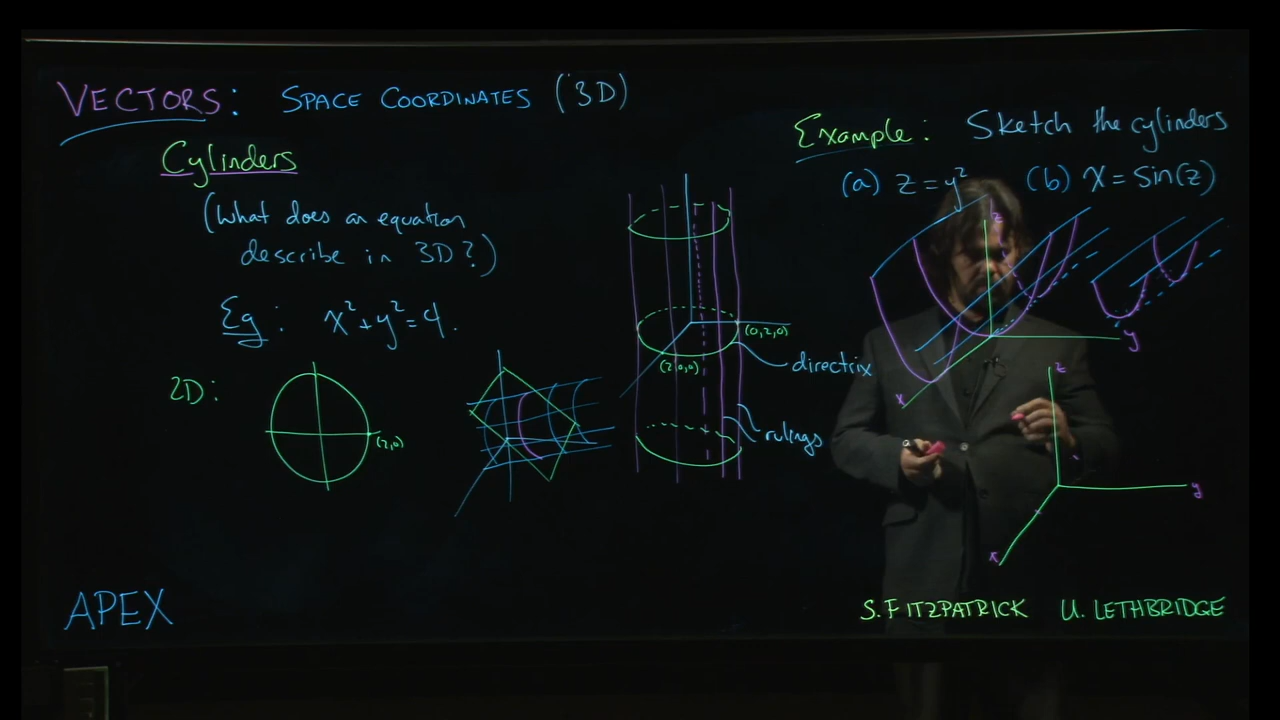 VECTORS: SPACE COORDINATES (3D)
Cylinders
(What does an equation
describe in 3D?)
Eg: x²+y²=4.
2D:
(2,0)
(0,2,0)
(2,0,0)
directrix
rulings
Example: Sketch the cylinders
(a) z=y² (b) x=sin(z)
z
y
x
z
y
x
APEX
S. FITZPATRICK U. LETHBRIDGE